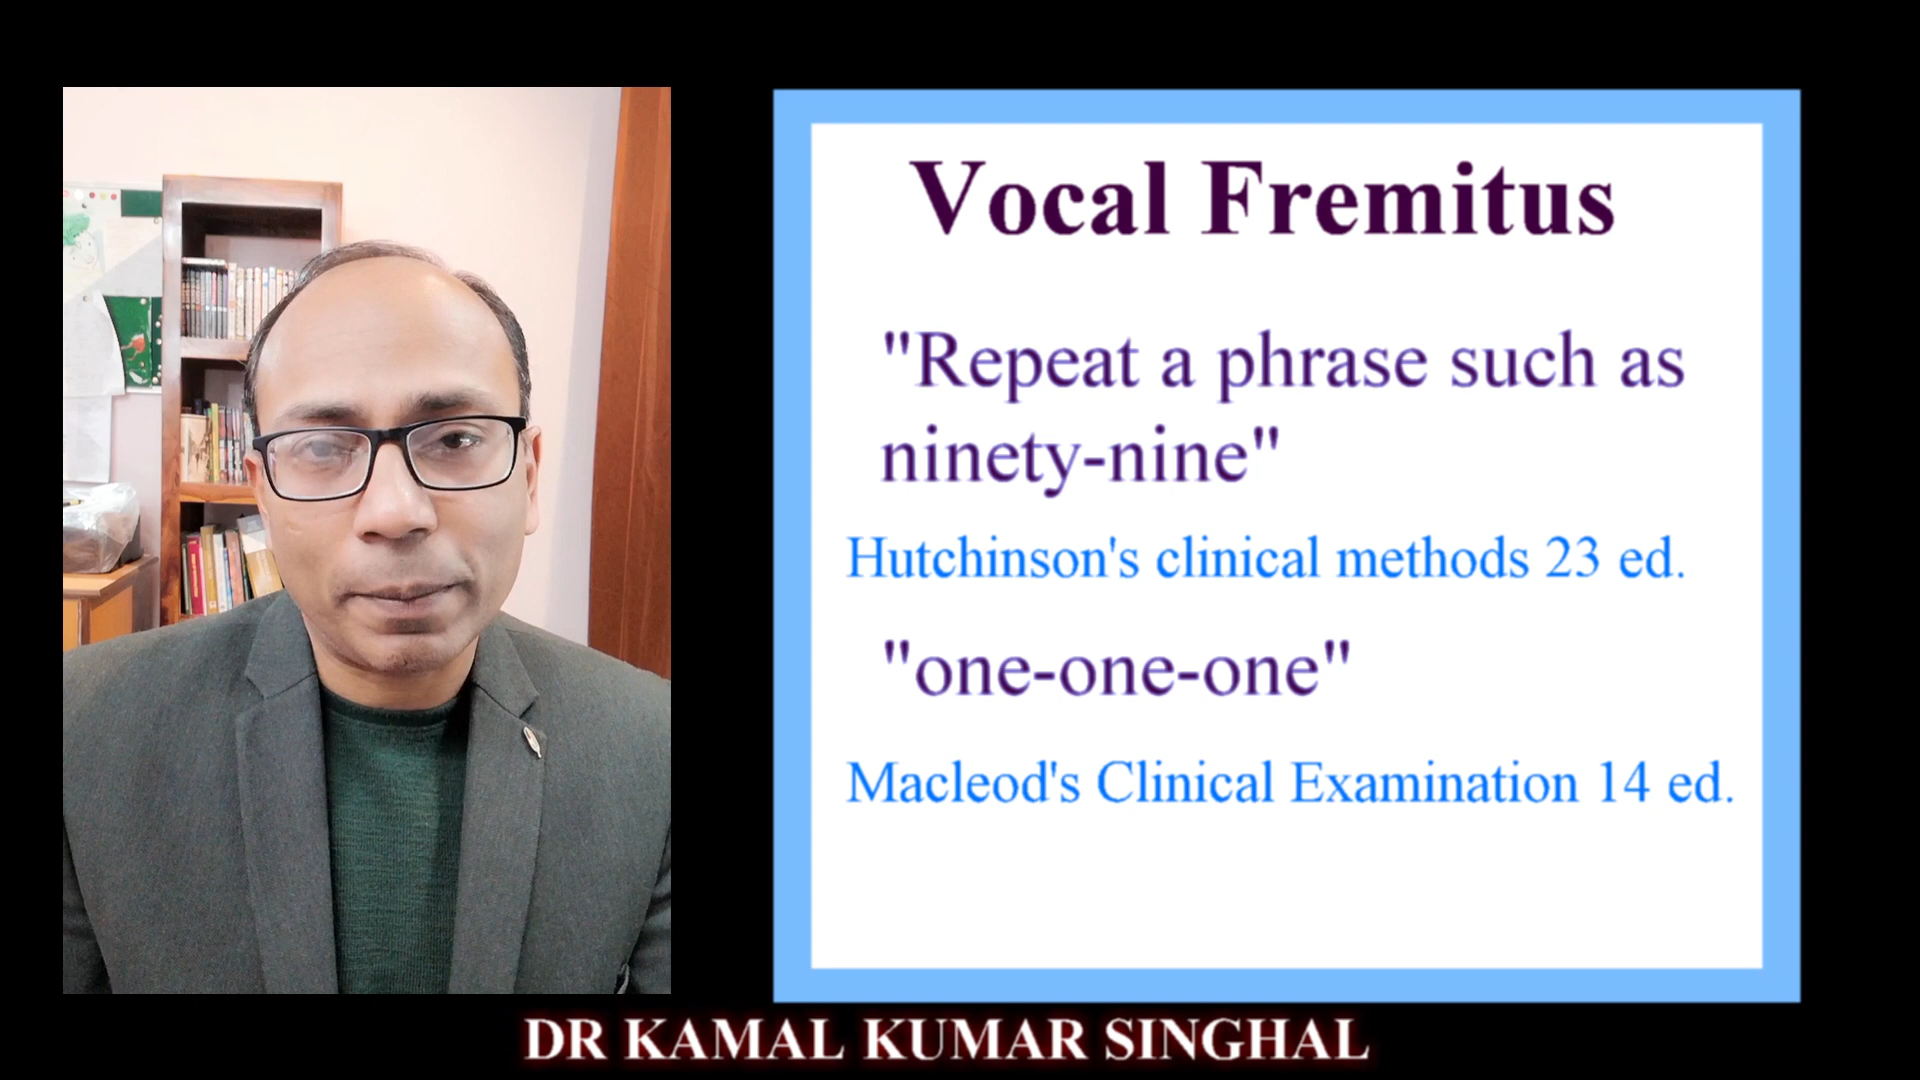 Vocal Fremitus
"Repeat a phrase such as
ninety-nine"
Hutchinson's clinical methods 23 ed.
"one-one-one"
Macleod's Clinical Examination 14 ed.
DR KAMAL KUMAR SINGHAL